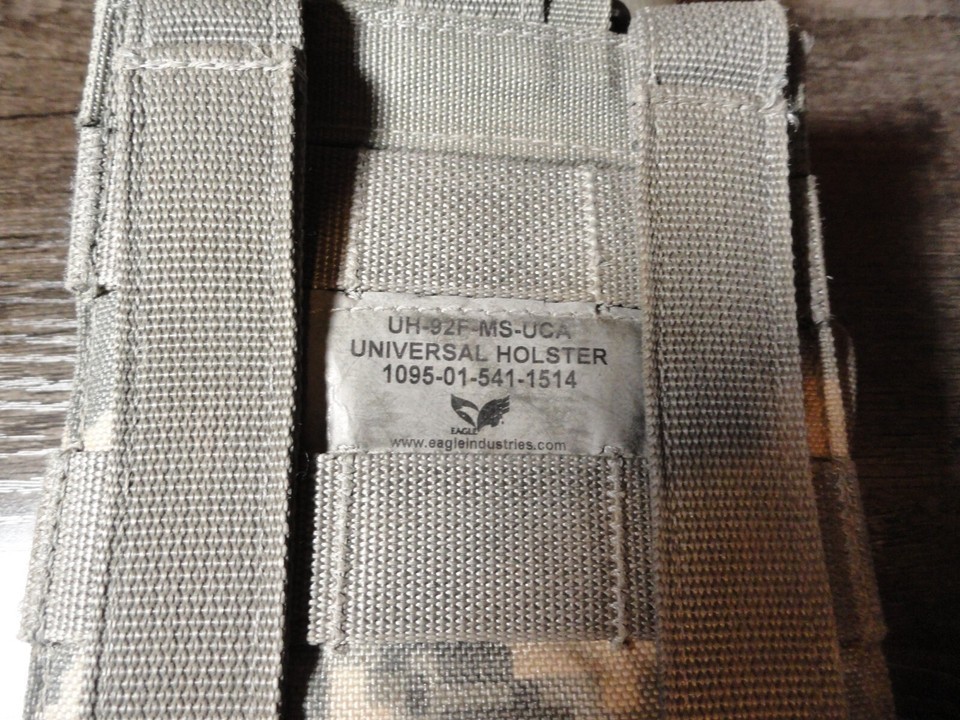 UH-92F-MS-UCA
UNIVERSAL HOLSTER
1095-01-541-1514
EAGLE
www.eagleindustries.com